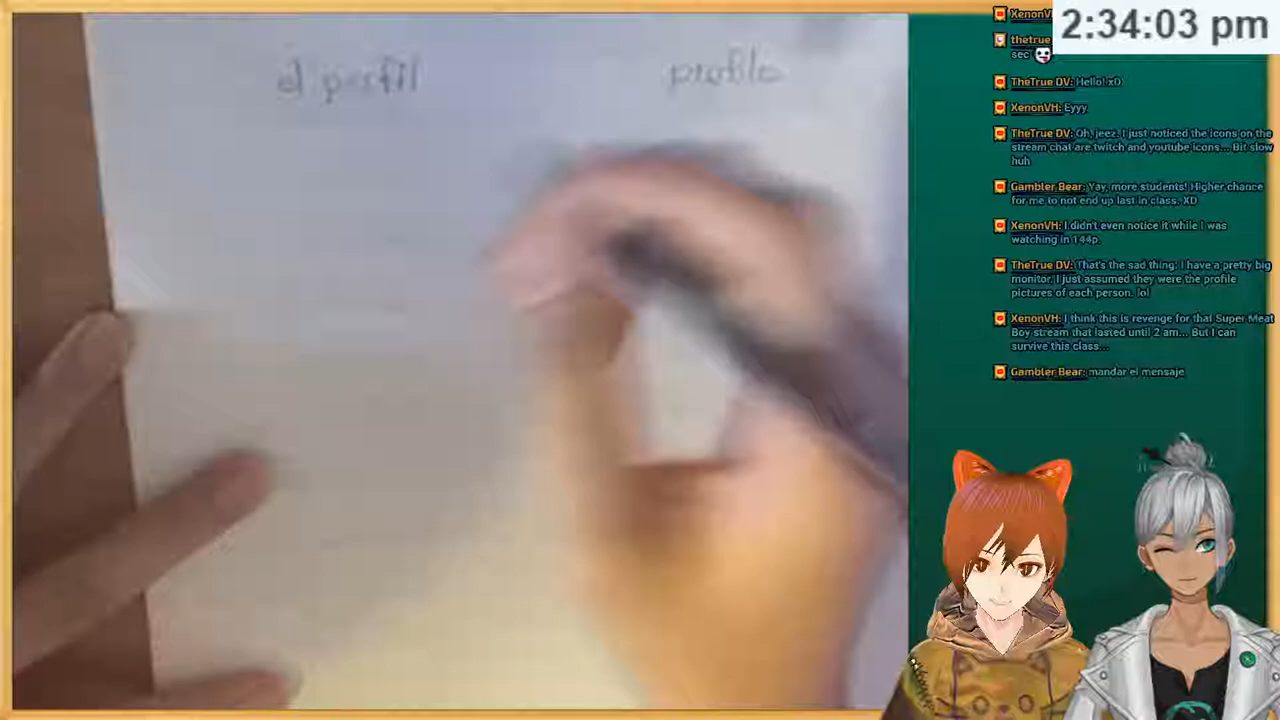 2:34:03 pm
XenonVH:
thetrue
sec
TheTrue DV: Hello! xD
XenonVH: Eyyy
TheTrue DV: Oh, jeez. I just noticed the icons on the
stream chat are twitch and youtube icons... Bit slow
huh
Gambler Bear: Yay, more students! Higher chance
for me to not end up last in class. XD
XenonVH: I didn't even notice it while I was
watching in 144p.
TheTrue DV: That's the sad thing. I have a pretty big
monitor. I just assumed they were the profile
pictures of each person. lol
XenonVH: I think this is revenge for that Super Meat
Boy stream that lasted until 2 am... But I can
survive this class...
Gambler Bear: mandar el mensaje